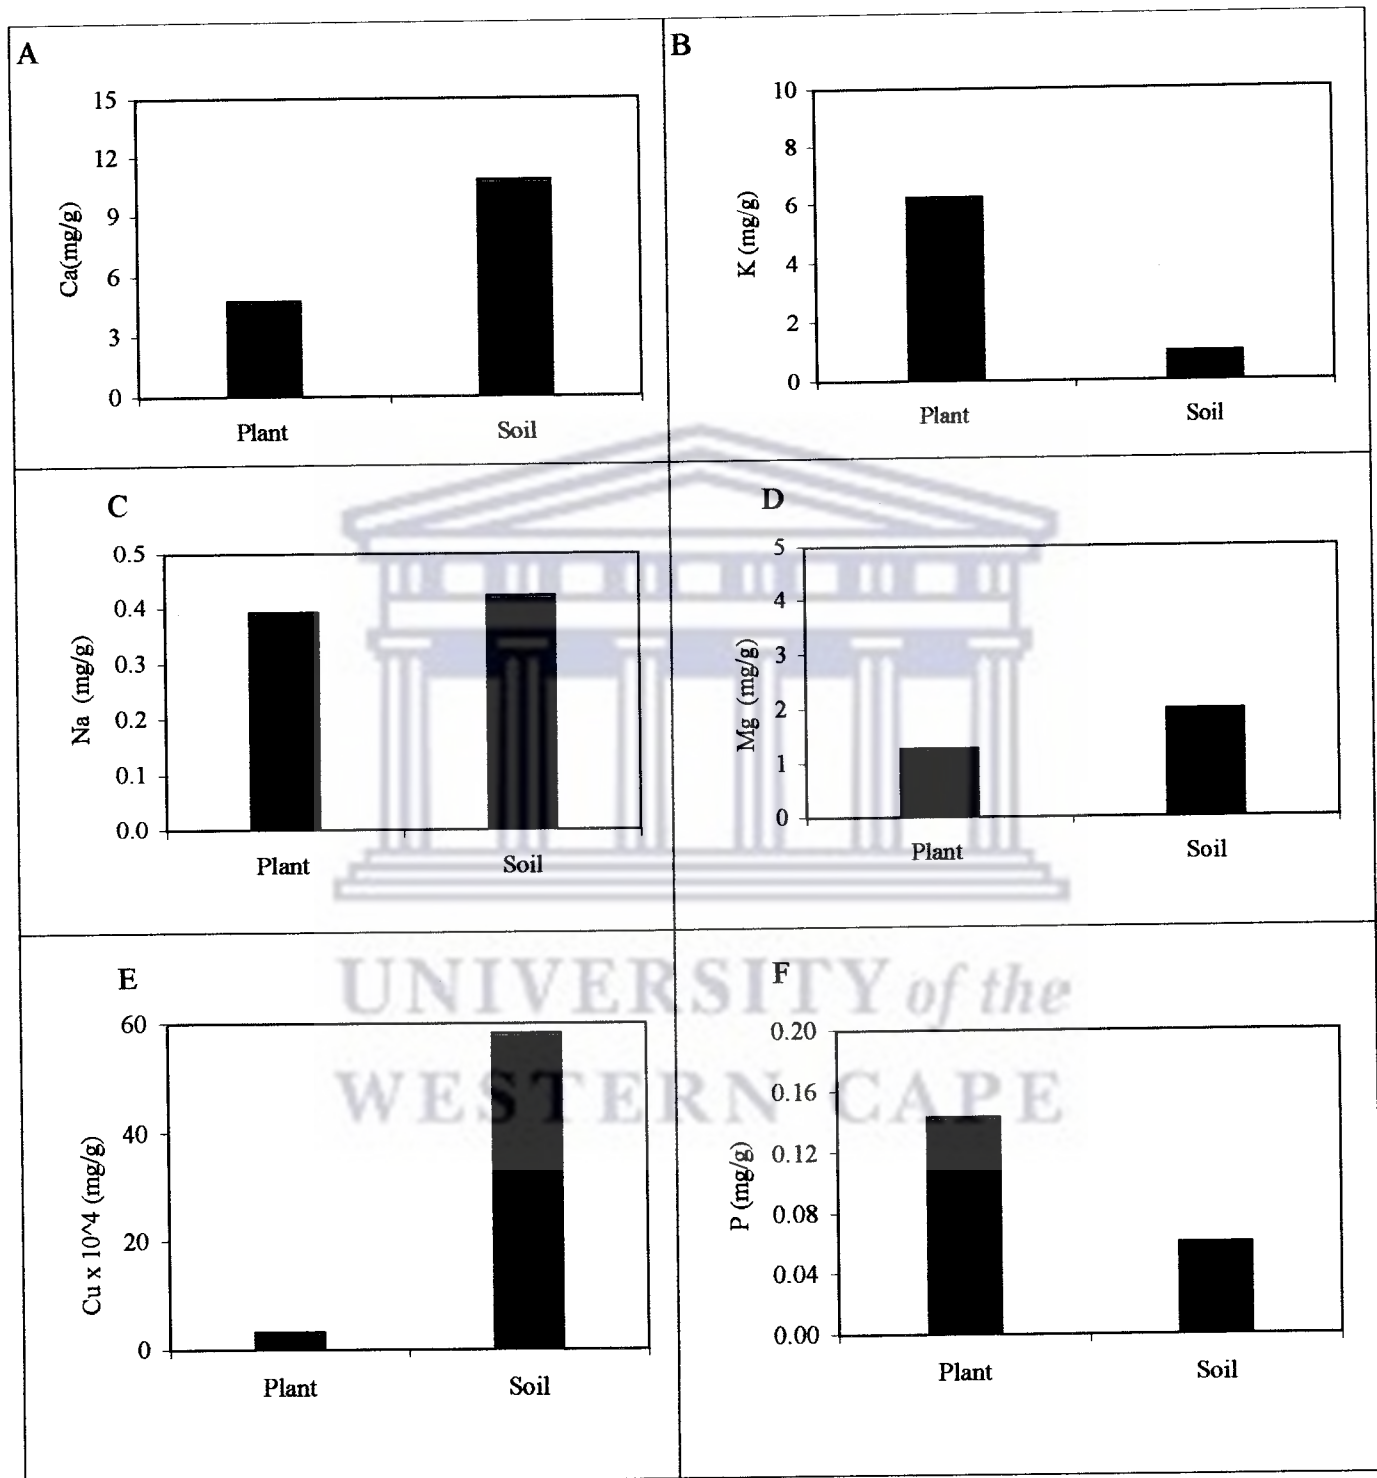 A
15
12
9
6
3
0
Ca(mg/g)
Plant Soil
B
10
8
6
4
2
0
K (mg/g)
Plant Soil
C
0.5
0.4
0.3
0.2
0.1
0.0
Na (mg/g)
Plant Soil
D
5
4
3
2
1
0
Mg (mg/g)
Plant Soil
E
60
40
20
0
Cu x 10^4 (mg/g)
Plant Soil
F
0.20
0.16
0.12
0.08
0.04
0.00
P (mg/g)
Plant Soil
UNIVERSITY of the
WESTERN CAPE